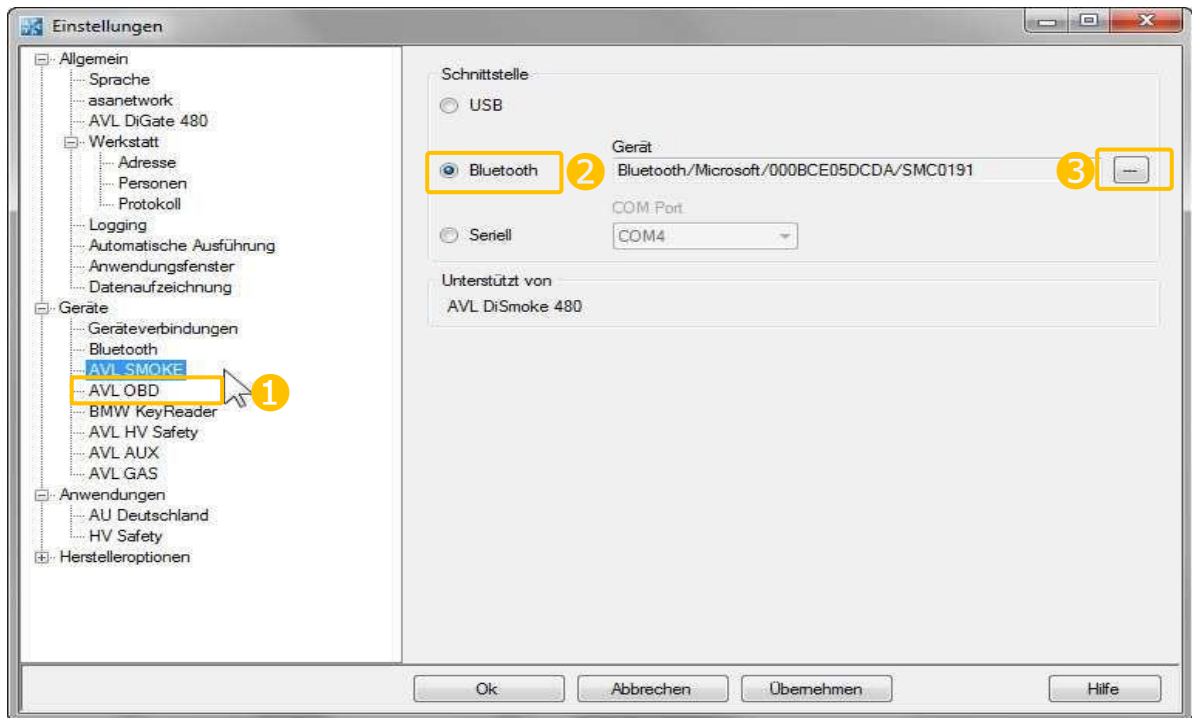 Einstellungen
Allgemein
Sprache
asanetwork
AVL DiGate 480
Werkstatt
Adresse
Personen
Protokoll
Logging
Automatische Ausführung
Anwendungsfenster
Datenaufzeichnung
Geräte
Geräteverbindungen
Bluetooth
AVL SMOKE
AVL OBD
1
BMW KeyReader
AVL HV Safety
AVL AUX
AVL GAS
Anwendungen
AU Deutschland
HV Safety
Herstelleroptionen
Schnittstelle
USB
Gerät
Bluetooth 2 Bluetooth/Microsoft/000BCE05DCDA/SMC0191 3 ...
COM Port
Seriell COM4
Unterstützt von
AVL DiSmoke 480
Ok Abbrechen Übernehmen Hilfe